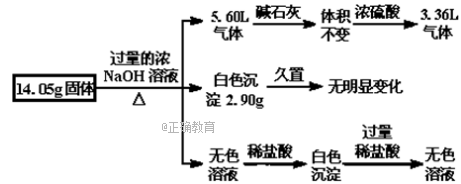 5.60L 碱石灰 体积 浓硫酸 3.36L
气体 不变 气体
过量的浓
NaOH 溶液
14.05g 固体 白色沉 久置 无明显变化
△ 淀 2.90g
@正确教育
过量
无色 稀盐酸 白色 稀盐酸 无色
溶液 沉淀 溶液